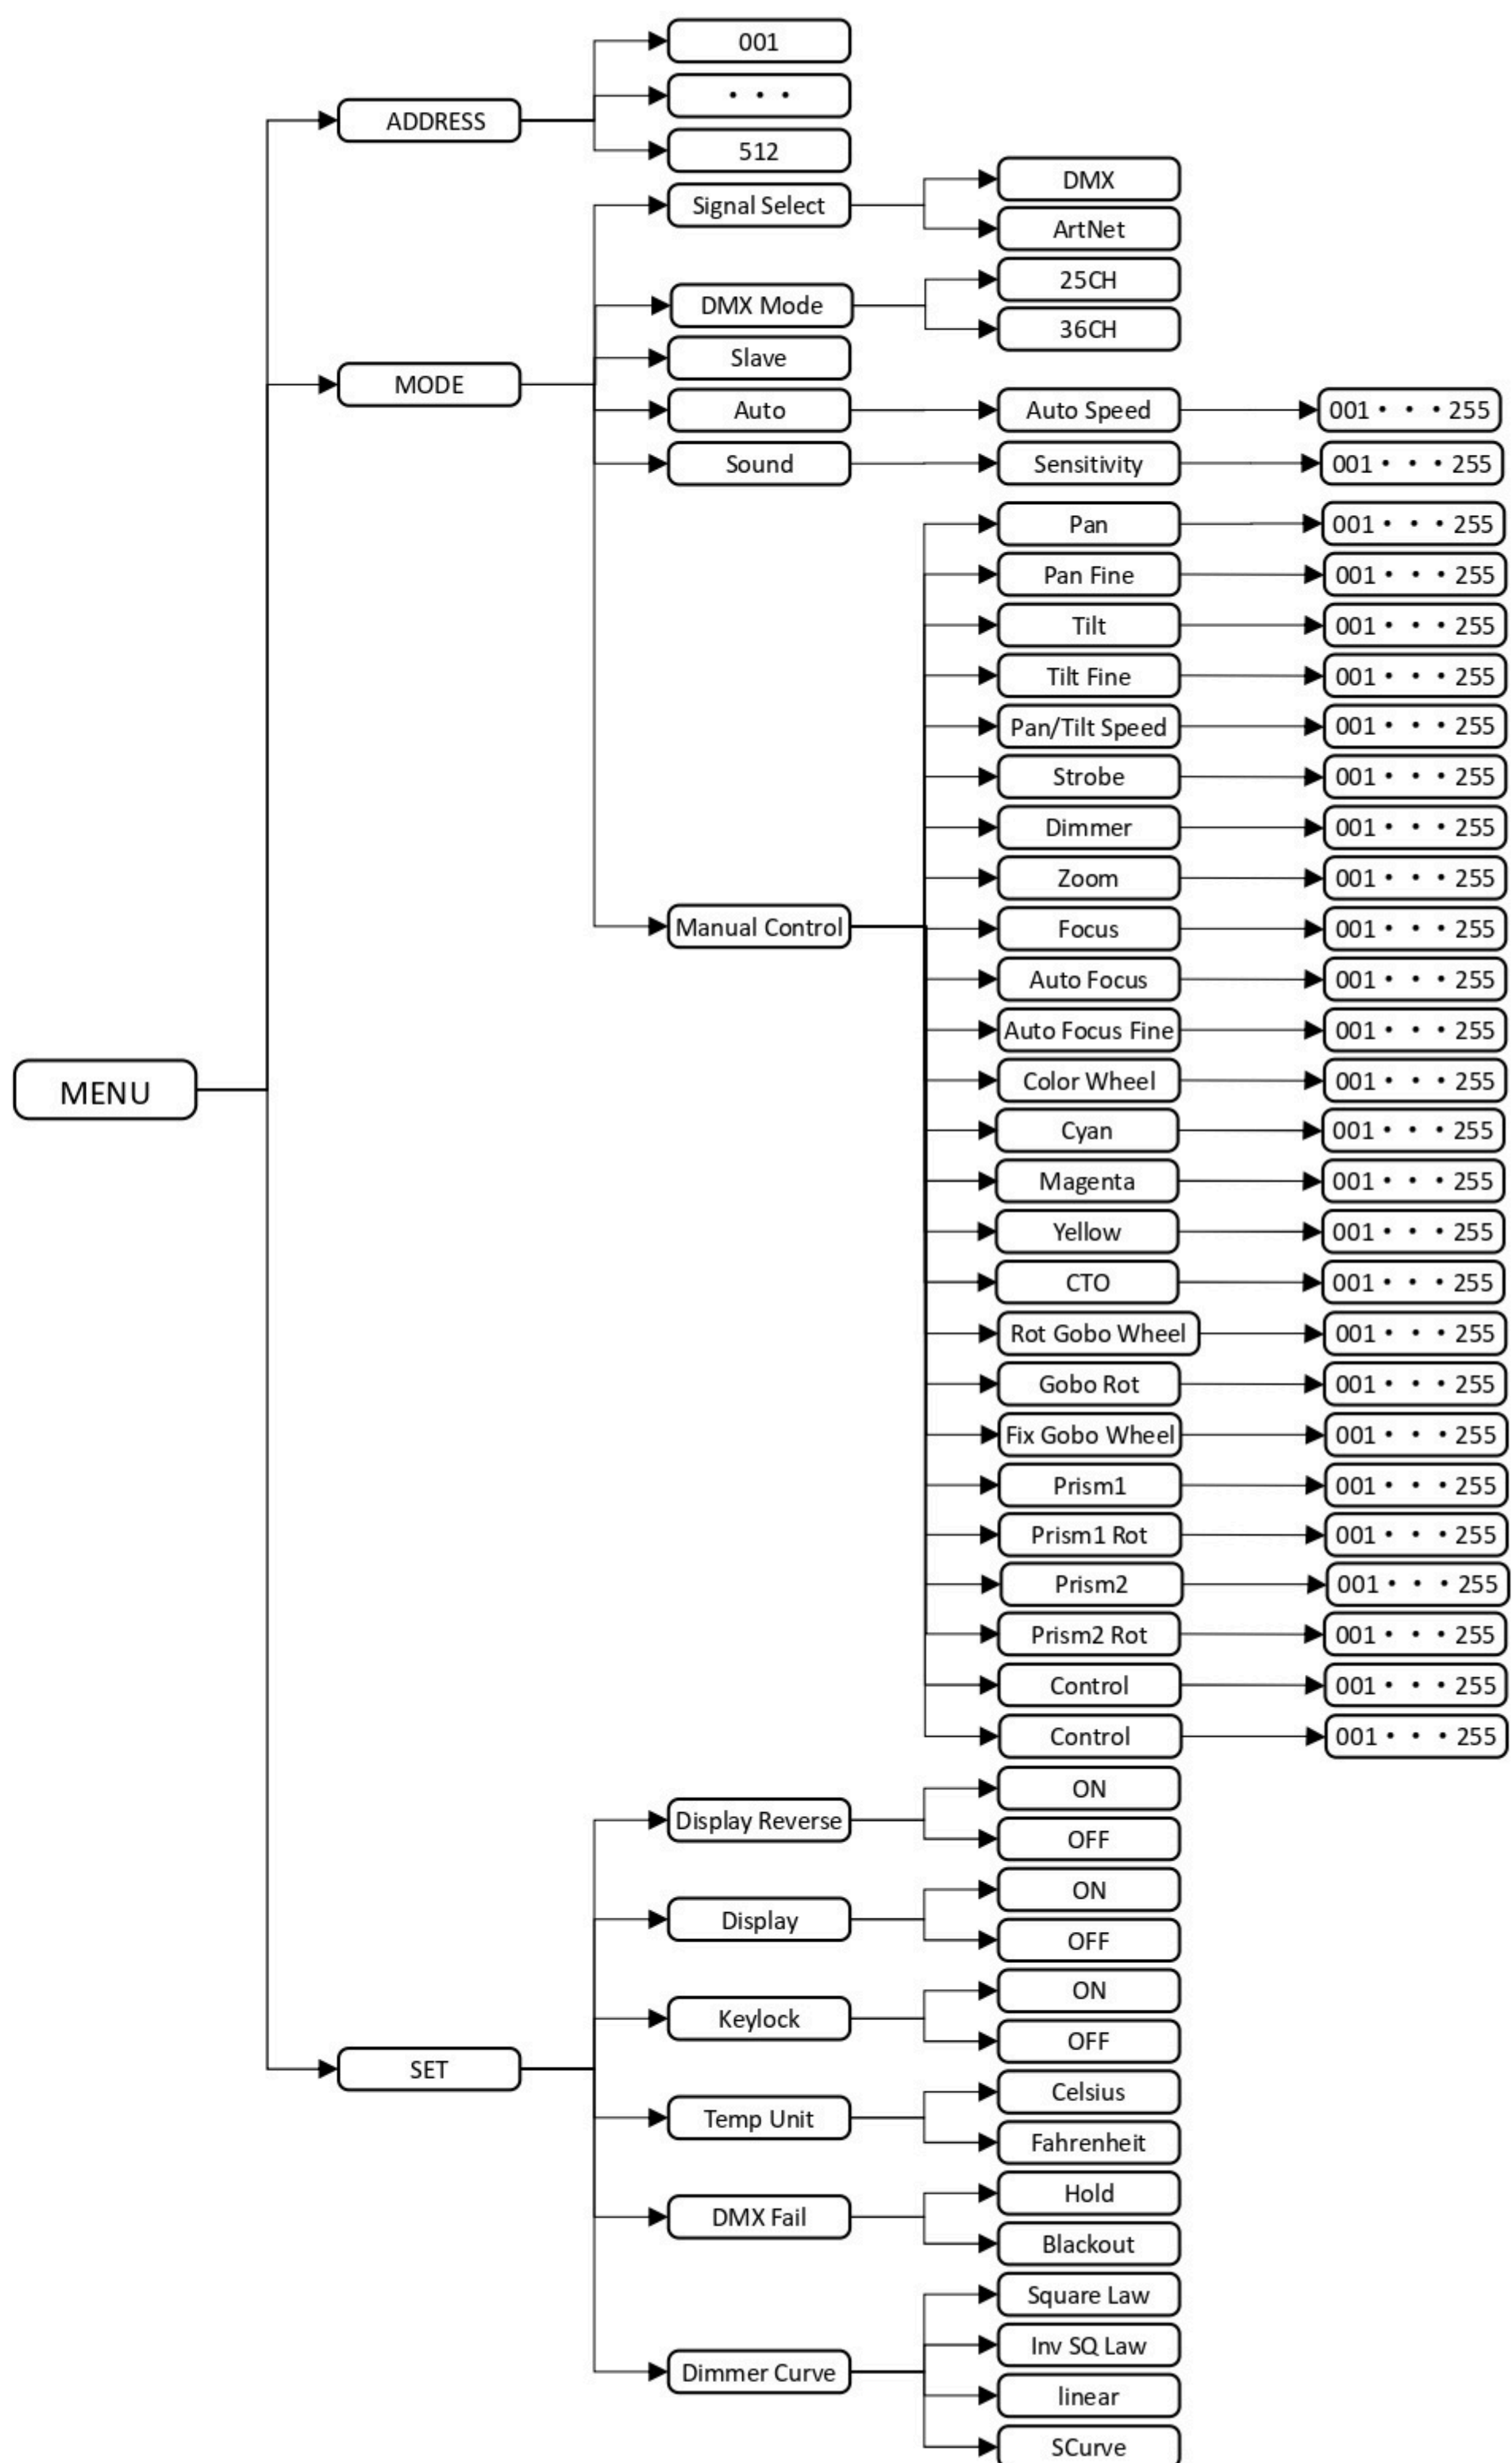 001
ADDRESS
• • •
512
Signal Select
DMX
ArtNet
DMX Mode
25CH
36CH
MODE
Slave
Auto
Auto Speed
001• • •255
Sound
Sensitivity
001• • •255
Pan
001• • •255
Pan Fine
001• • •255
Tilt
001• • •255
Tilt Fine
001• • •255
Pan/Tilt Speed
001• • •255
Strobe
001• • •255
Dimmer
001• • •255
Zoom
001• • •255
Manual Control
Focus
001• • •255
Auto Focus
001• • •255
Auto Focus Fine
001• • •255
MENU
Color Wheel
001• • •255
Cyan
001• • •255
Magenta
001• • •255
Yellow
001• • •255
CTO
001• • •255
Rot Gobo Wheel
001• • •255
Gobo Rot
001• • •255
Fix Gobo Wheel
001• • •255
Prism1
001• • •255
Prism1 Rot
001• • •255
Prism2
001• • •255
Prism2 Rot
001• • •255
Control
001• • •255
Control
001• • •255
Display Reverse
ON
OFF
Display
ON
OFF
Keylock
ON
OFF
SET
Temp Unit
Celsius
Fahrenheit
DMX Fail
Hold
Blackout
Dimmer Curve
Square Law
Inv SQ Law
linear
SCurve